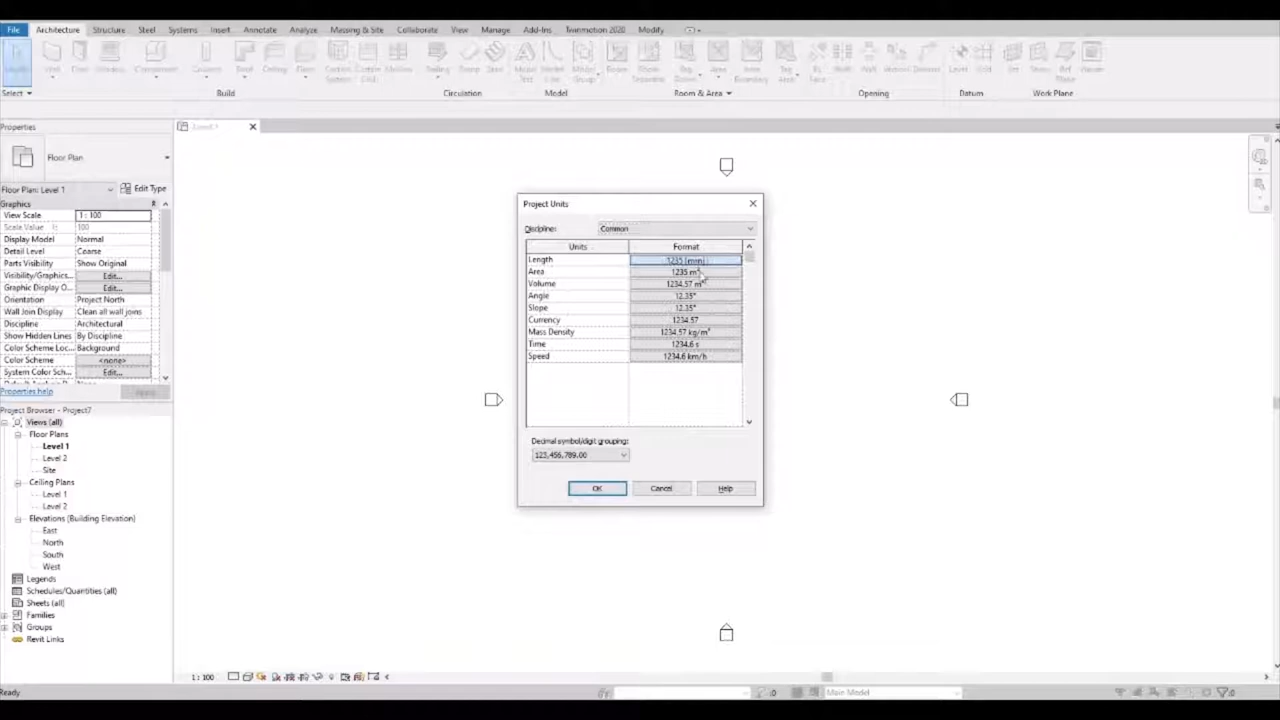 File Architecture Structure Steel Systems Insert Annotate Analyze Massing & Site Collaborate View Manage Add-Ins Twinmotion 2020 Modify
Select Build Circulation Model Room & Area Opening Datum Work Plane
Properties
Floor Plan
Floor Plan: Level 1 Edit Type
Graphics
View Scale 1 : 100
Scale Value 1: 100
Display Model Normal
Detail Level Coarse
Parts Visibility Show Original
Visibility/Graphics... Edit...
Graphic Display O... Edit...
Orientation Project North
Wall Join Display Clean all wall joins
Discipline Architectural
Show Hidden Lines By Discipline
Color Scheme Loc... Background
Color Scheme <none>
System Color Sch... Edit...
Properties help Apply
Project Browser - Project7
Views (all)
Floor Plans
Level 1
Level 2
Site
Ceiling Plans
Level 1
Level 2
Elevations (Building Elevation)
East
North
South
West
Legends
Schedules/Quantities (all)
Sheets (all)
Families
Groups
Revit Links
Project Units
Discipline: Common
Units Format
Length 1235 [mm]
Area 1235 m²
Volume 1234.57 m³
Angle 12.35°
Slope 12.35°
Currency 1234.57
Mass Density 1234.57 kg/m³
Time 1234.6 s
Speed 1234.6 km/h
Decimal symbol/digit grouping:
123,456,789.00
OK Cancel Help
1 : 100
Ready :0 Main Model :0